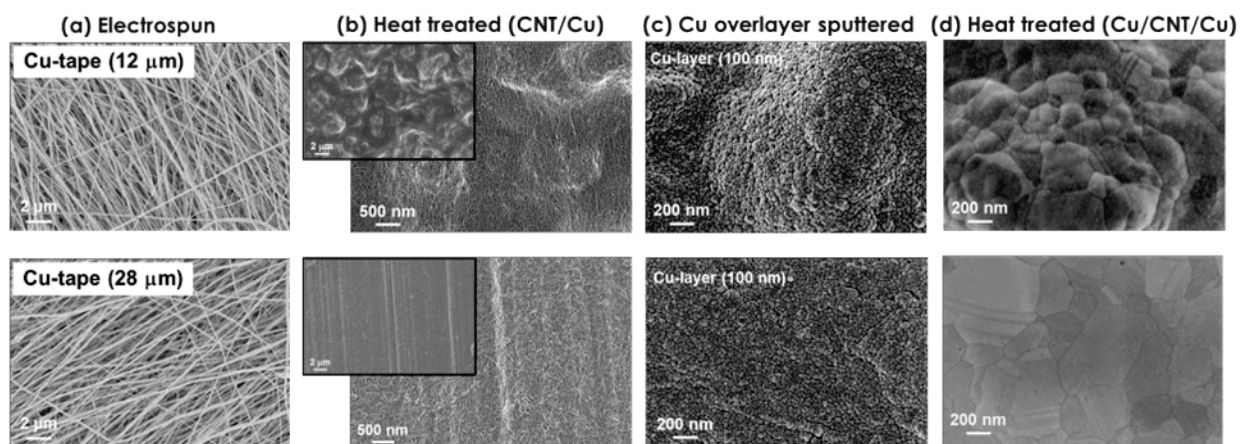 (a) Electrospun
(b) Heat treated (CNT/Cu)
(c) Cu overlayer sputtered
(d) Heat treated (Cu/CNT/Cu)
Cu-tape (12 μm)
2 μm
2 μm
500 nm
Cu-layer (100 nm)
200 nm
200 nm
Cu-tape (28 μm)
2 μm
2 μm
500 nm
Cu-layer (100 nm)
200 nm
200 nm